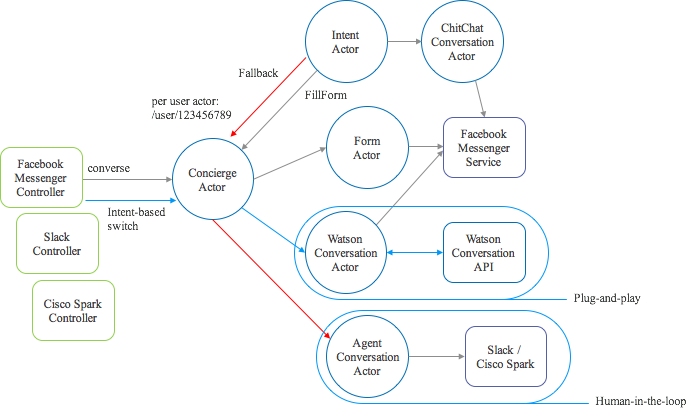 Intent
Actor
ChitChat
Conversation
Actor
Fallback
FillForm
per user actor:
/user/123456789
Facebook
Messenger
Controller
converse
Concierge
Actor
Form
Actor
Facebook
Messenger
Service
Intent-based
switch
Slack
Controller
Watson
Conversation
Actor
Watson
Conversation
API
Cisco Spark
Controller
Plug-and-play
Agent
Conversation
Actor
Slack /
Cisco Spark
Human-in-the-loop